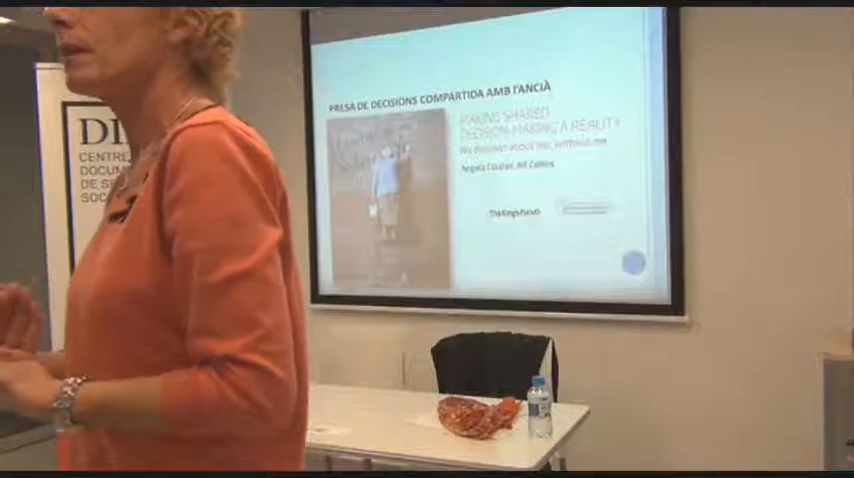 DI
CENTRE
DOCUM
DE SE
SOC
PRESA DE DECISIONS COMPARTIDA AMB L'ANCIÀ
MAKING SHARED
DECISION-MAKING A REALITY
No decision about me, without me
Angela Coulter, Alf Collins
TheKingsFund>